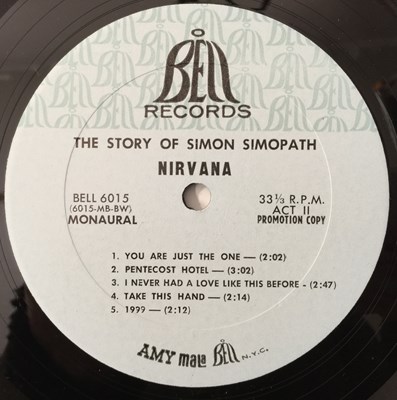 BELL
RECORDS
THE STORY OF SIMON SIMOPATH
NIRVANA
BELL 6015
(6015-MB-BW)
MONAURAL
33⅓ R.P.M.
ACT II
PROMOTION COPY
1. YOU ARE JUST THE ONE — (2:02)
2. PENTECOST HOTEL — (3:02)
3. I NEVER HAD A LOVE LIKE THIS BEFORE - (2:47)
4. TAKE THIS HAND — (2:14)
5. 1999 — (2:12)
AMY mala BELL N.Y.C.